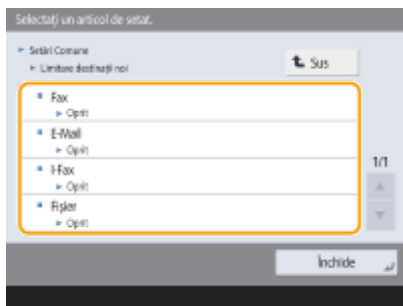 Selectați un articol de setat.
Setări Comune
Limitare destinații noi
Sus
Fax
Oprit
E-Mail
Oprit
I-Fax
Oprit
Fișier
Oprit
1/1
Închide